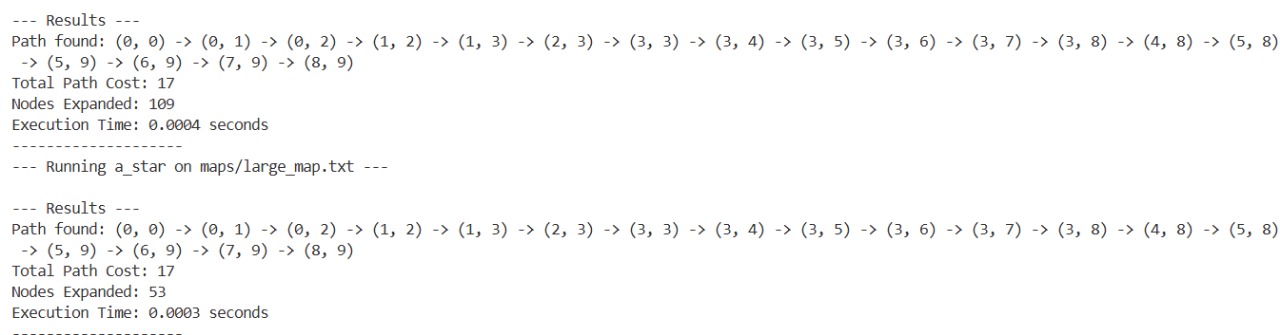 --- Results ---
Path found: (0, 0) -> (0, 1) -> (0, 2) -> (1, 2) -> (1, 3) -> (2, 3) -> (3, 3) -> (3, 4) -> (3, 5) -> (3, 6) -> (3, 7) -> (3, 8) -> (4, 8) -> (5, 8)
-> (5, 9) -> (6, 9) -> (7, 9) -> (8, 9)
Total Path Cost: 17
Nodes Expanded: 109
Execution Time: 0.0004 seconds
--------------------
--- Running a_star on maps/large_map.txt ---
--- Results ---
Path found: (0, 0) -> (0, 1) -> (0, 2) -> (1, 2) -> (1, 3) -> (2, 3) -> (3, 3) -> (3, 4) -> (3, 5) -> (3, 6) -> (3, 7) -> (3, 8) -> (4, 8) -> (5, 8)
-> (5, 9) -> (6, 9) -> (7, 9) -> (8, 9)
Total Path Cost: 17
Nodes Expanded: 53
Execution Time: 0.0003 seconds
--------------------